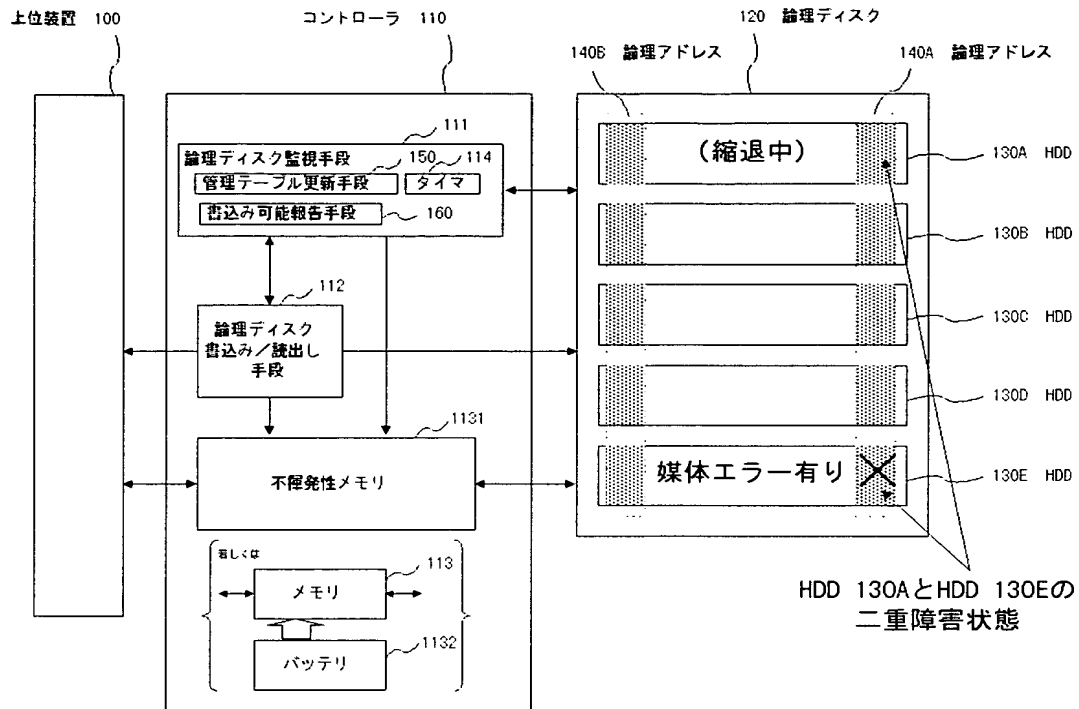 上位装置 100
コントローラ 110
120 論理ディスク
140B 論理アドレス
140A 論理アドレス
111
論理ディスク監視手段
150
114
管理テーブル更新手段
タイマ
書込み可能報告手段
160
112
論理ディスク
書込み/読出し
手段
1131
不揮発性メモリ
若しくは
113
メモリ
1132
バッテリ
(縮退中)
130A HDD
130B HDD
130C HDD
130D HDD
媒体エラー有り
130E HDD
HDD 130AとHDD 130Eの
二重障害状態